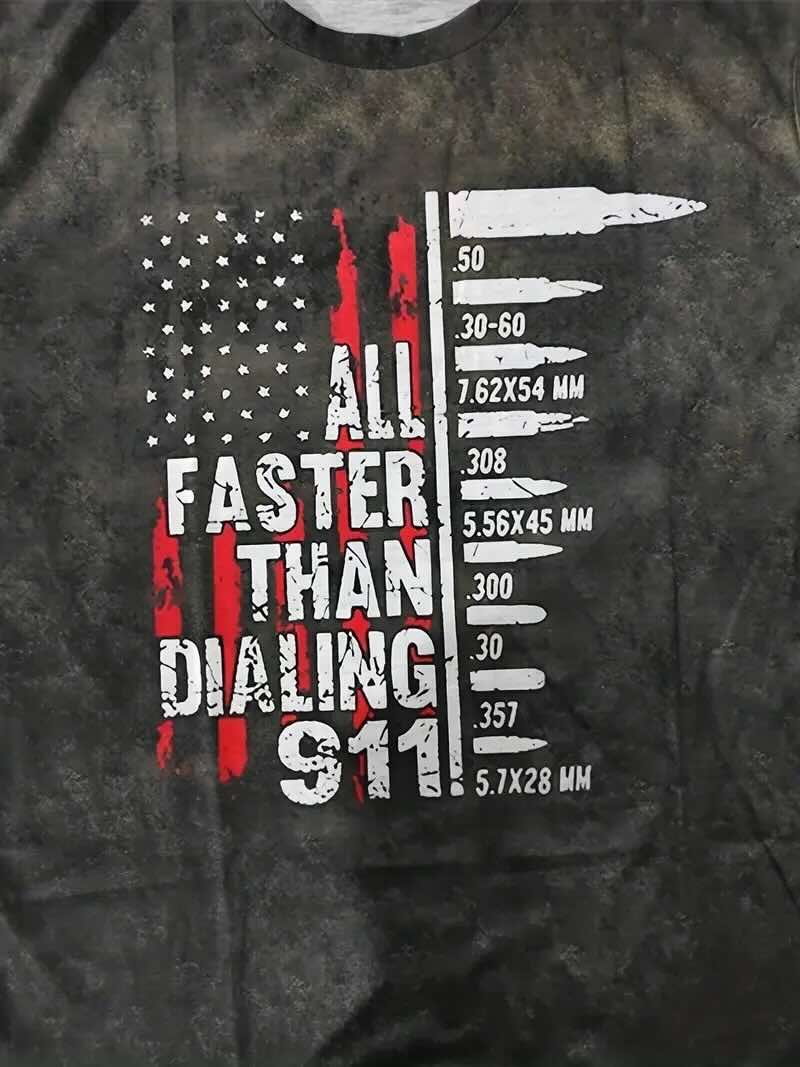 ALL
FASTER
THAN
DIALING
911!
.50
.30-60
7.62X54 MM
.308
5.56X45 MM
.300
.30
.357
5.7X28 MM